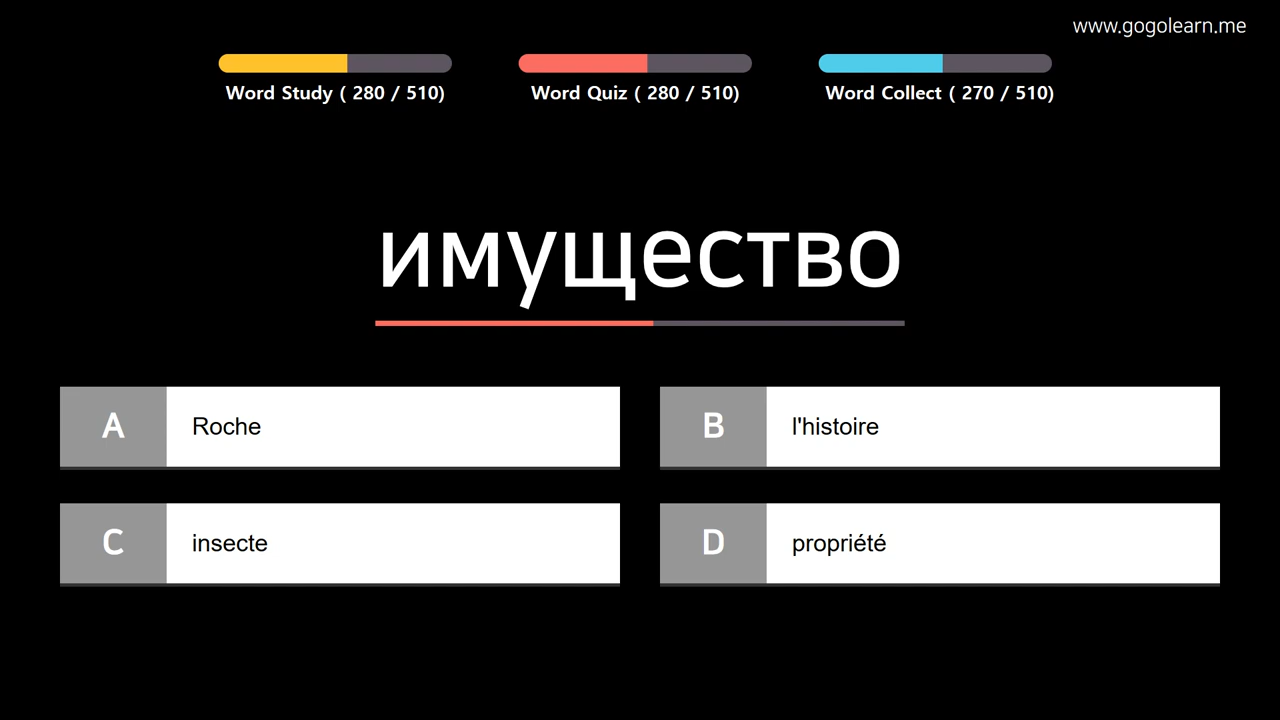 www.gogolearn.me
Word Study ( 280 / 510)
Word Quiz ( 280 / 510)
Word Collect ( 270 / 510)
имущество
A Roche
B l'histoire
C insecte
D propriété